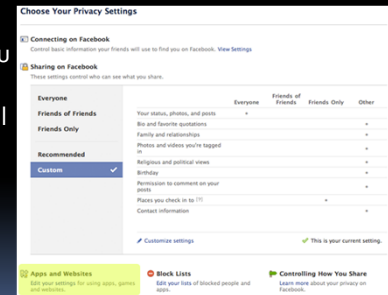 Choose Your Privacy Settings
Connecting on Facebook
Control basic information your friends will use to find you on Facebook. View Settings
u
Sharing on Facebook
These settings control who can see what you share.
Everyone
Friends of Friends
Friends Only
Recommended
Custom
l
Everyone Friends of Friends Friends Only Other
Your status, photos, and posts
Bio and favorite quotations
Family and relationships
Photos and videos you're tagged
in
Religious and political views
Birthday
Permission to comment on your
posts
Places you check in to [?]
Contact information
Customize settings
This is your current setting.
Apps and Websites
Edit your settings for using apps, games
and websites.
Block Lists
Edit your lists of blocked people and
apps.
Controlling How You Share
Learn more about your privacy on
Facebook.